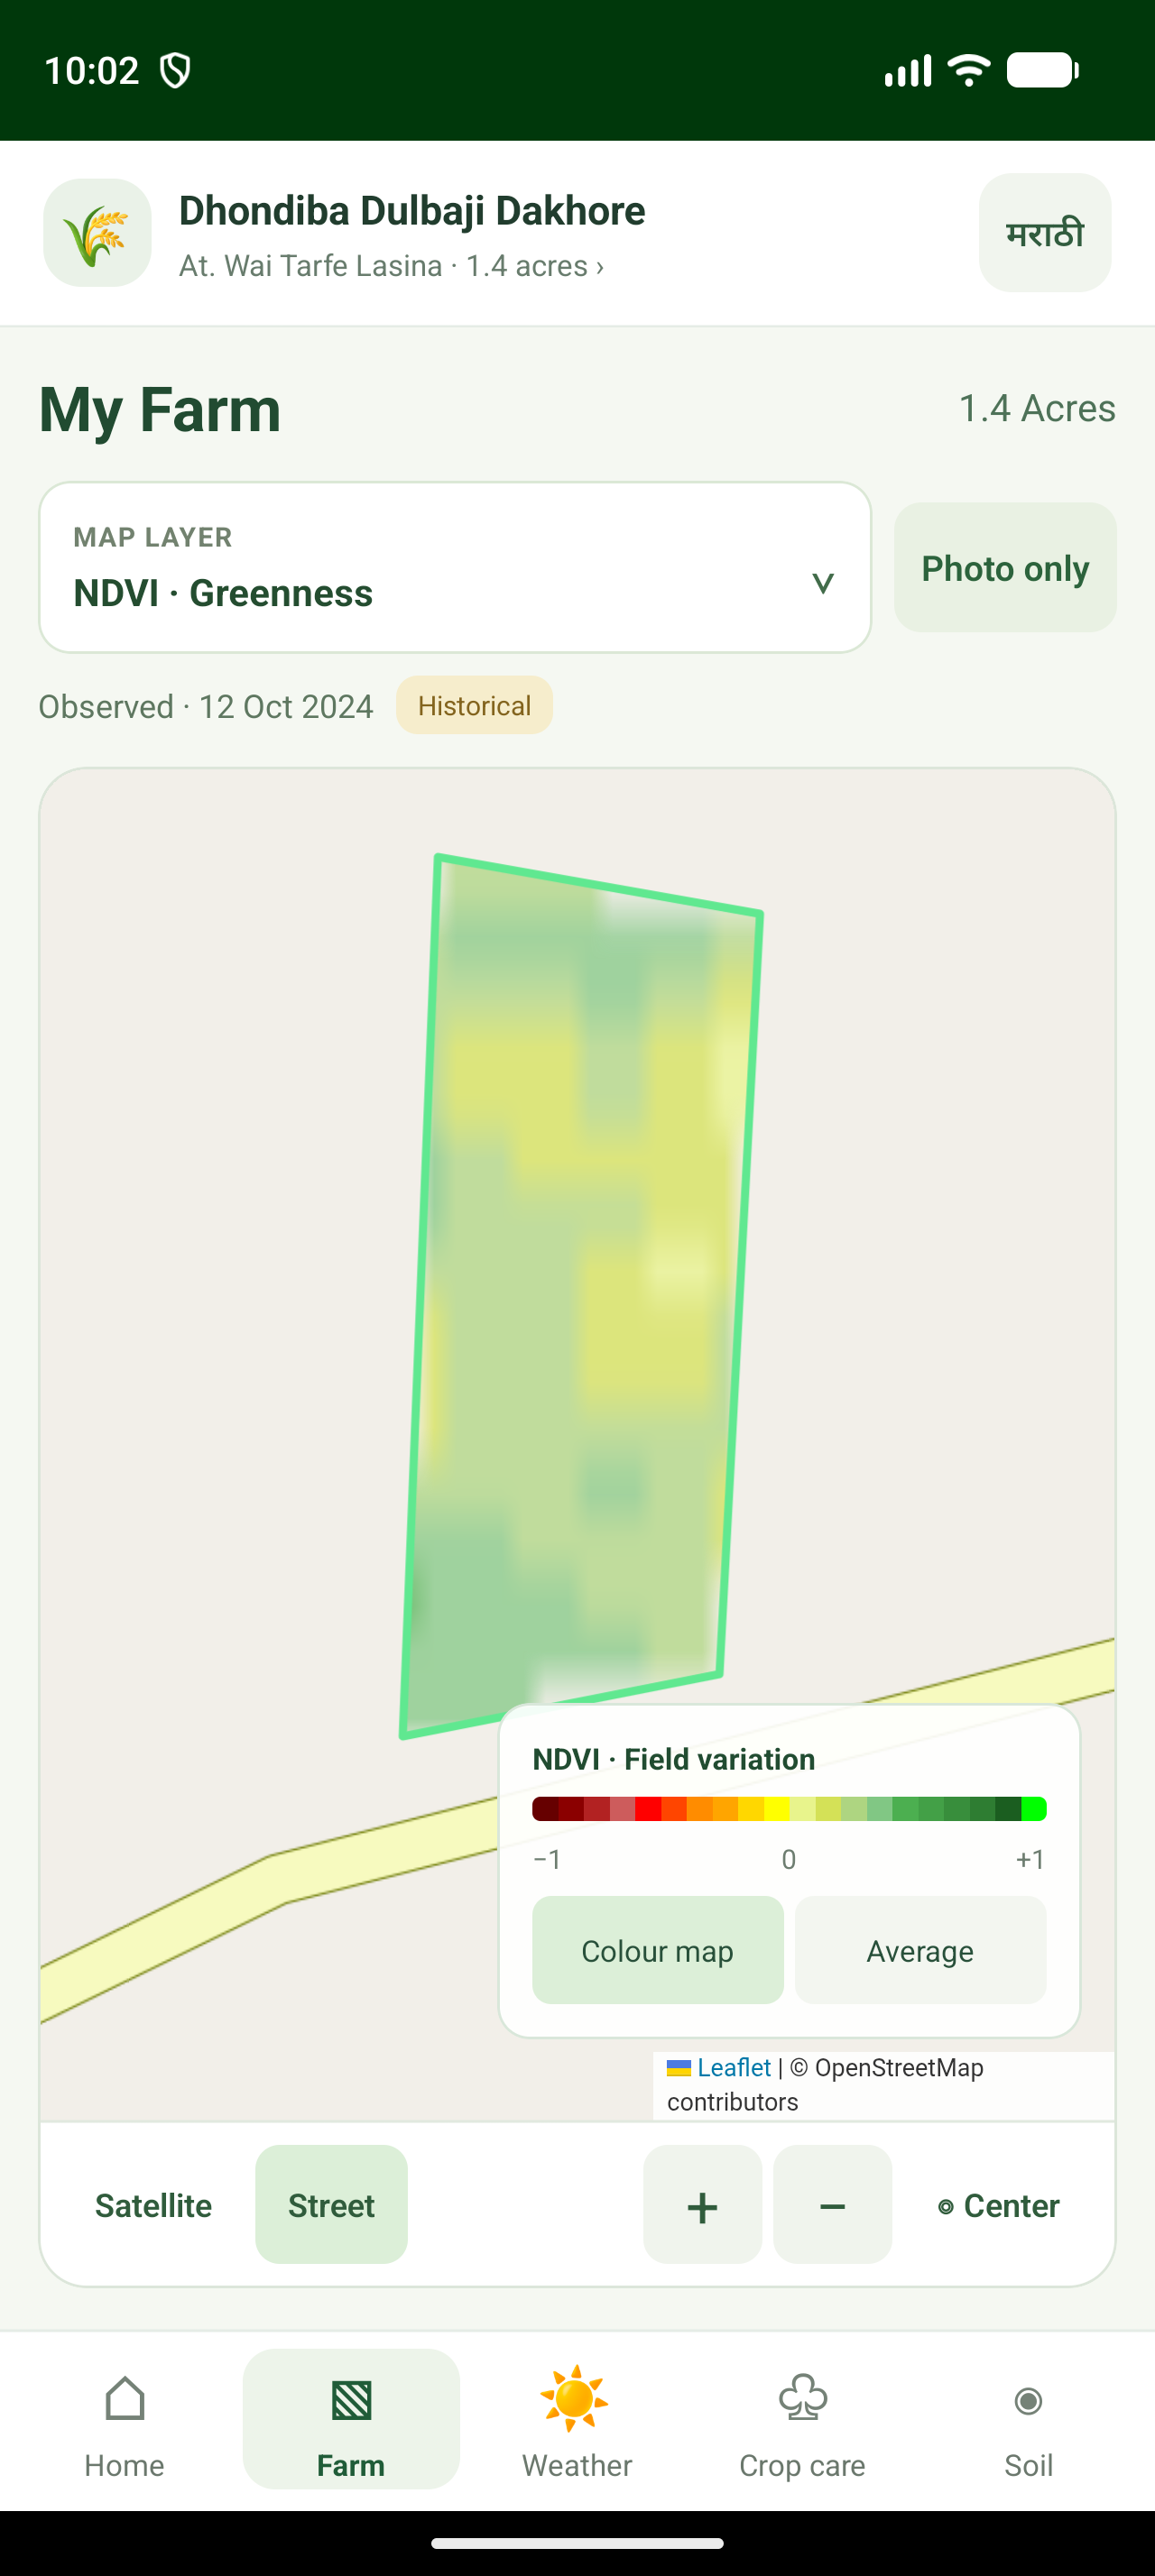 10:02
Dhondiba Dulbaji Dakhore
At. Wai Tarfe Lasina · 1.4 acres ›
मराठी
My Farm
1.4 Acres
MAP LAYER
NDVI · Greenness
Photo only
Observed · 12 Oct 2024
Historical
NDVI · Field variation
−1 0 +1
Colour map
Average
Leaflet | © OpenStreetMap
contributors
Satellite
Street
+
−
Center
Home
Farm
Weather
Crop care
Soil